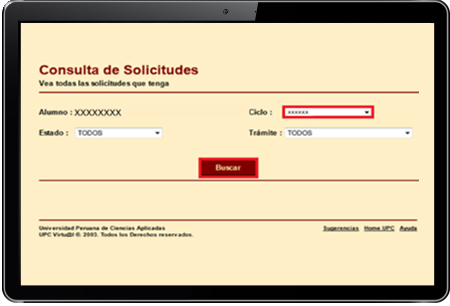 Consulta de Solicitudes
Vea todas las solicitudes que tenga
Alumno : XXXXXXXX Ciclo : xxxxxx
Estado : TODOS Trámite : TODOS
Buscar
Universidad Peruana de Ciencias Aplicadas Sugerencias Home UPC Ayuda
UPC Virtu@l ©. 2003. Todos los Derechos reservados.